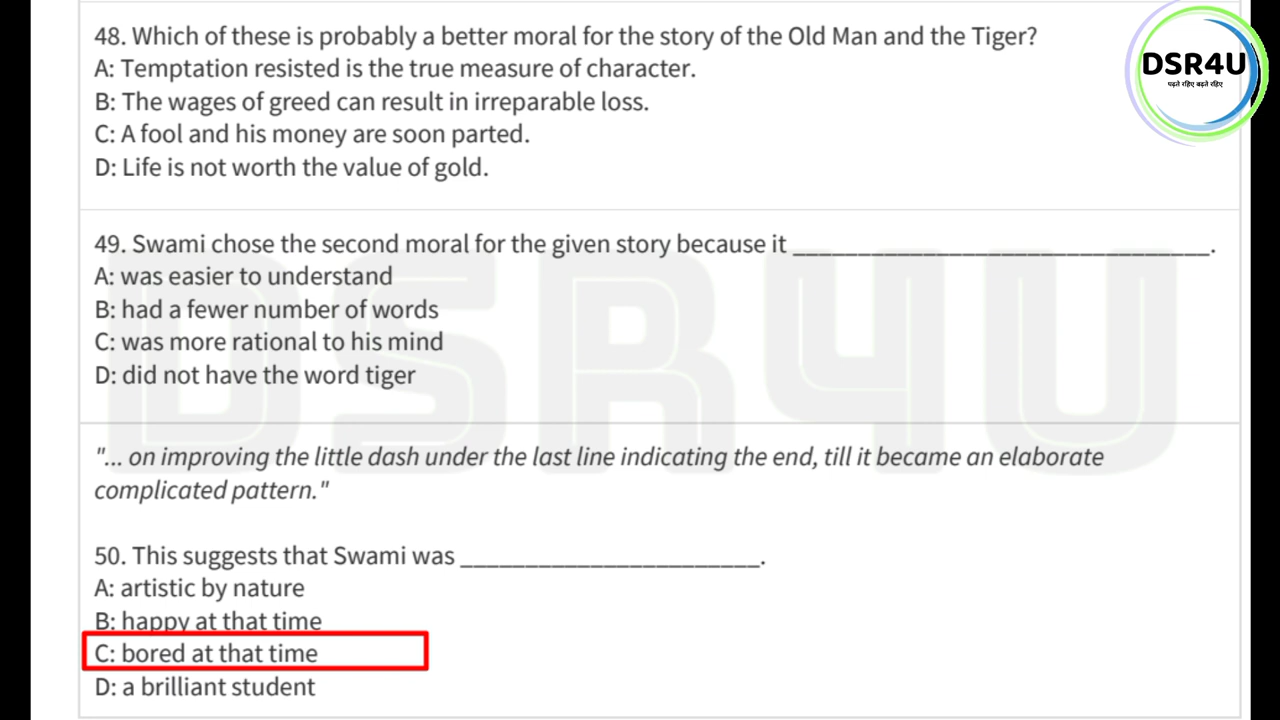 48. Which of these is probably a better moral for the story of the Old Man and the Tiger?
A: Temptation resisted is the true measure of character.
B: The wages of greed can result in irreparable loss.
C: A fool and his money are soon parted.
D: Life is not worth the value of gold.
DSR4U
पढ़ते रहिए बढ़ते रहिए
49. Swami chose the second moral for the given story because it ________________________________.
A: was easier to understand
B: had a fewer number of words
C: was more rational to his mind
D: did not have the word tiger
DSR4U
"... on improving the little dash under the last line indicating the end, till it became an elaborate
complicated pattern."
50. This suggests that Swami was _______________________.
A: artistic by nature
B: happy at that time
C: bored at that time
D: a brilliant student